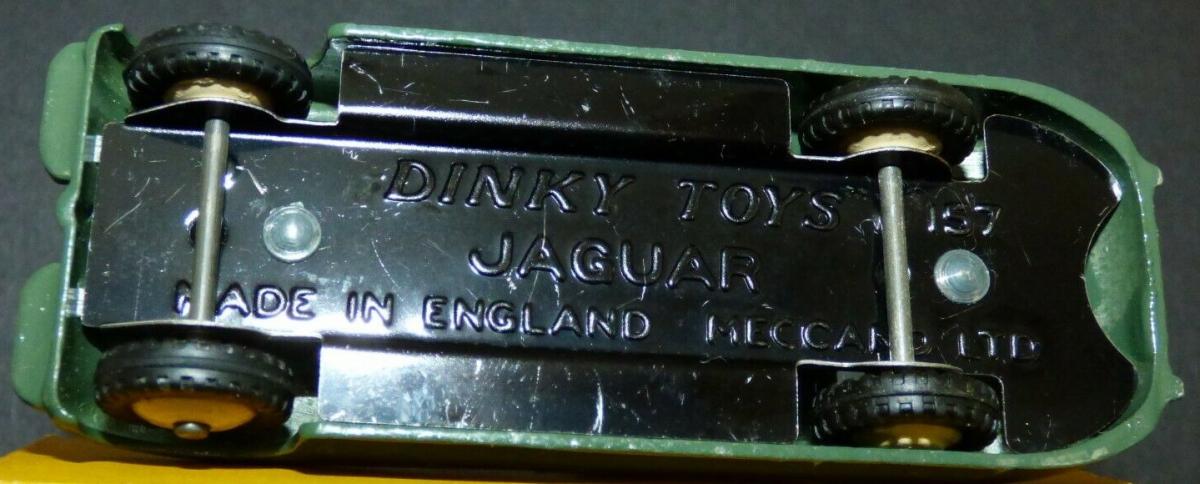 DINKY TOYS 157
JAGUAR
MADE IN ENGLAND MECCANO LTD